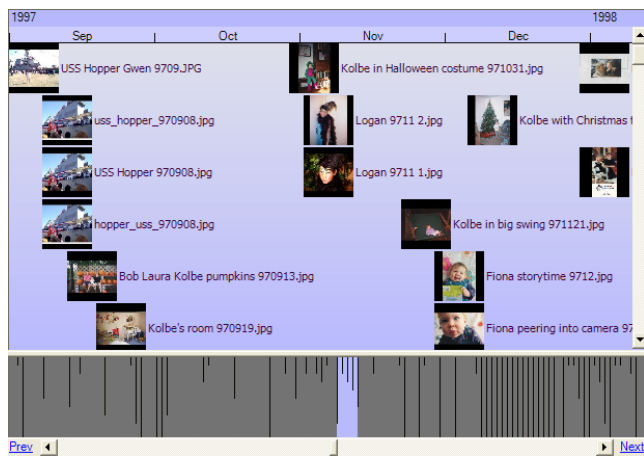 1997 1998
Sep Oct Nov Dec
USS Hopper Gwen 9709.JPG Kolbe in Halloween costume 971031.jpg
uss_hopper_970908.jpg Logan 9711 2.jpg Kolbe with Christmas
USS Hopper 970908.jpg Logan 9711 1.jpg
hopper_uss_970908.jpg Kolbe in big swing 971121.jpg
Bob Laura Kolbe pumpkins 970913.jpg Fiona storytime 9712.jpg
Kolbe's room 970919.jpg Fiona peering into camera 97
Prev Next